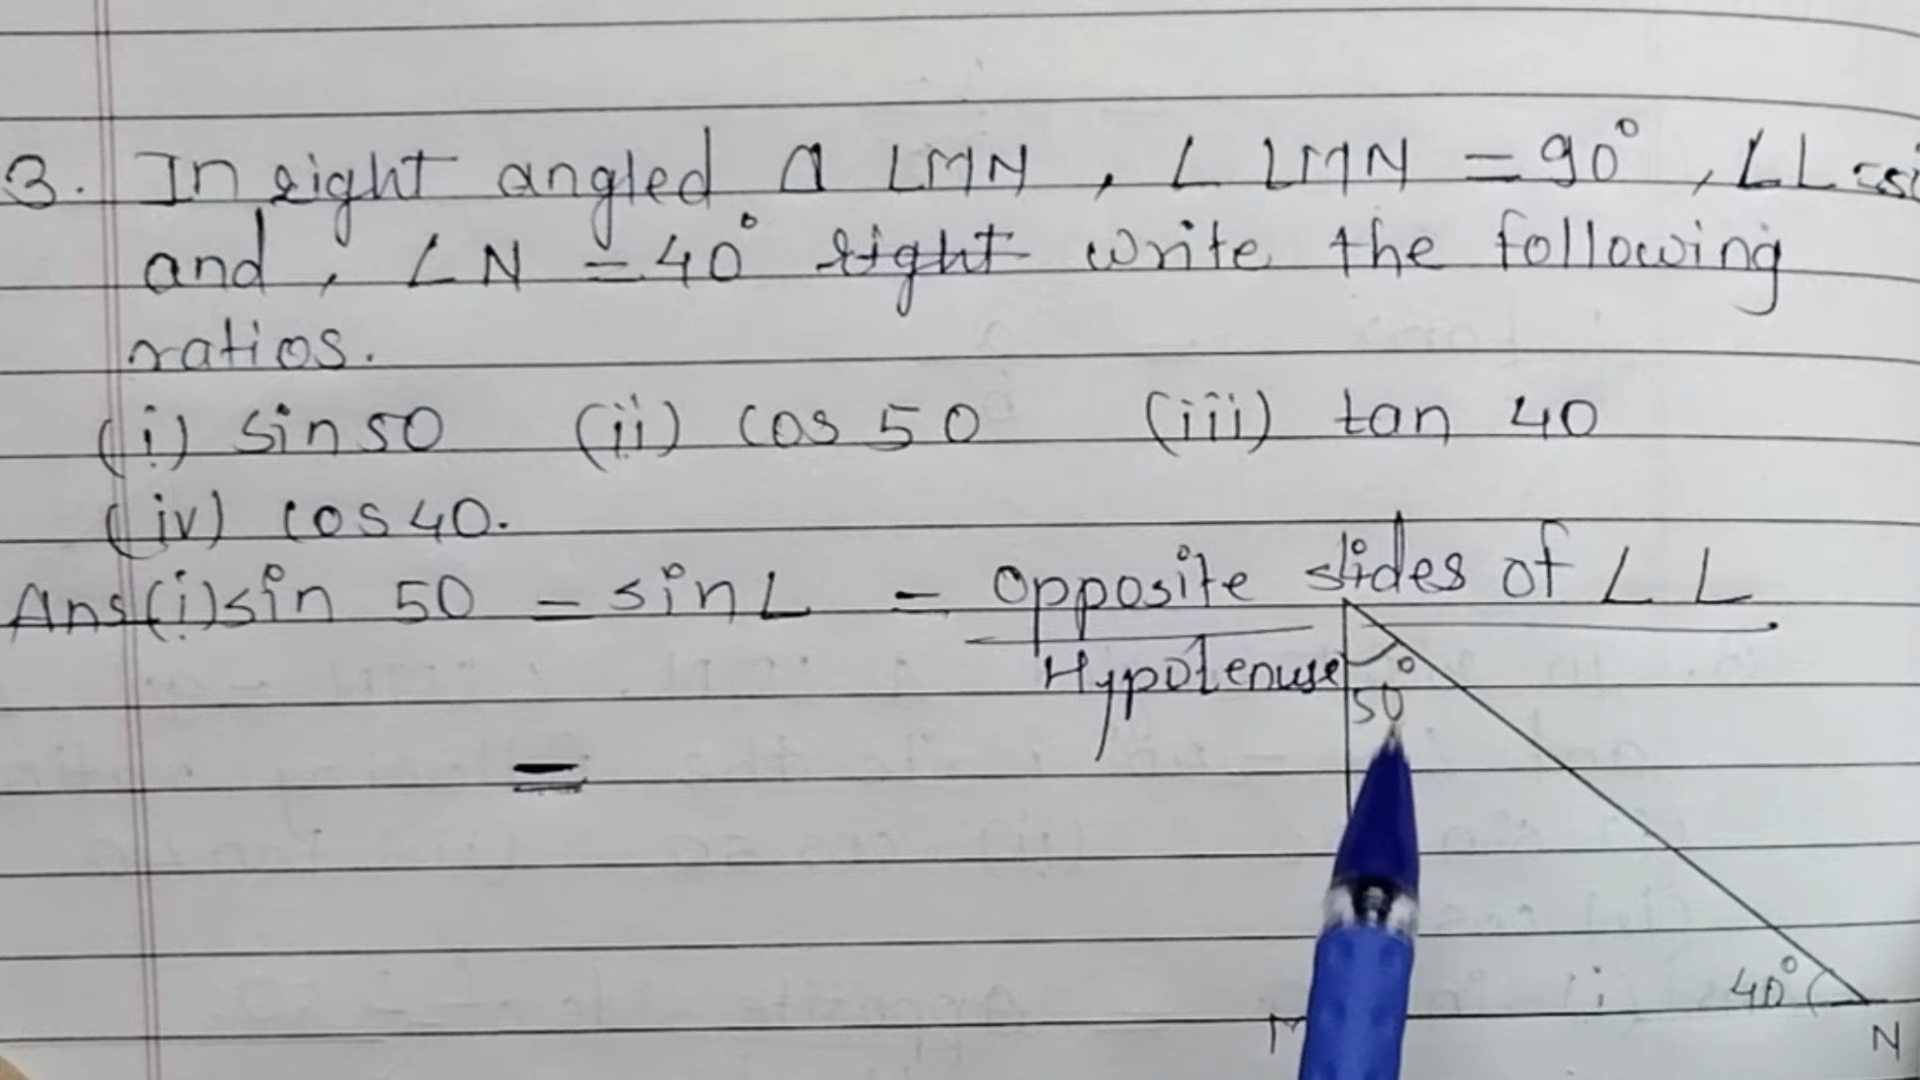 3. In right angled Δ LMN, ∠LMN = 90°, ∠L =
and, ∠N = 40° right write the following
ratios.
(i) sin 50 (ii) cos 50 (iii) tan 40
(iv) cos 40.
Ans(i) sin 50 = sin L = Opposite sides of ∠L
Hypotenuse
=
50°
40°
M
N